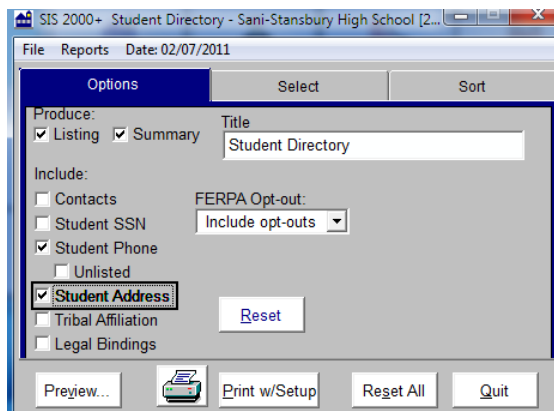 SIS 2000+ Student Directory - Sani-Stansbury High School [2...
File Reports Date: 02/07/2011
Options Select Sort
Produce:
Listing Summary
Title
Student Directory
Include:
Contacts
Student SSN
Student Phone
Unlisted
Student Address
Tribal Affiliation
Legal Bindings
FERPA Opt-out:
Include opt-outs
Reset
Preview... Print w/Setup Reset All Quit